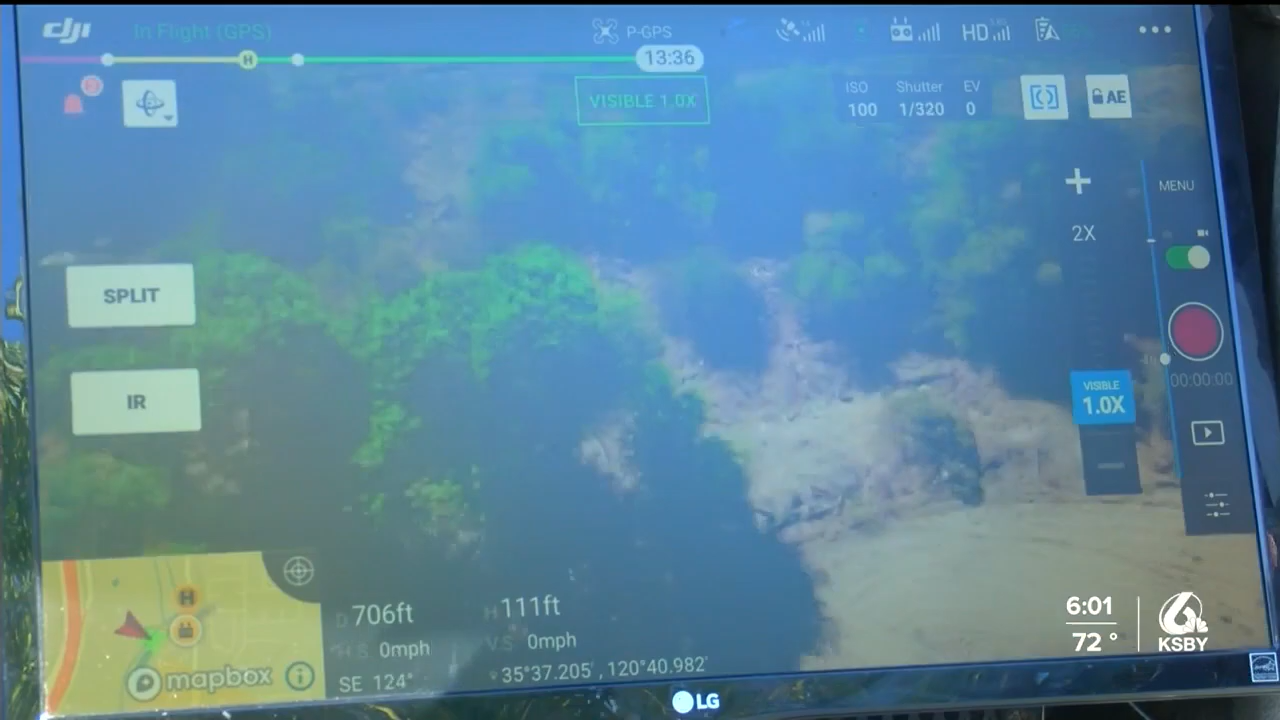 dji In Flight (GPS) P-GPS HD
H 13:36
VISIBLE 1.0X
ISO Shutter EV
100 1/320 0
AE
MENU
2X
SPLIT
IR
VISIBLE
1.0X
00:00:00
H
D 706ft H 111ft
H.S 0mph V.S 0mph
SE 124° 35°37.205', 120°40.982'
mapbox
LG
6:01
72°
6
KSBY